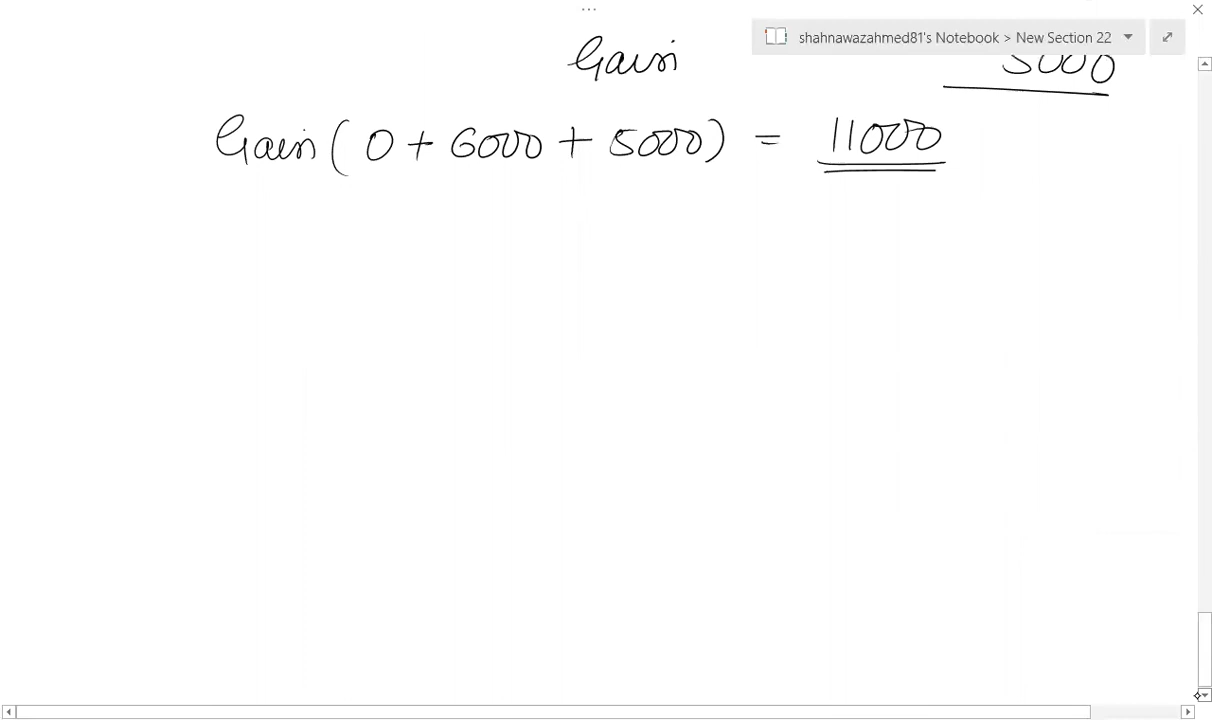 ...
shahnawazahmed81's Notebook > New Section 22
Gain 5000
Gain ( 0 + 6000 + 5000 ) = 11000